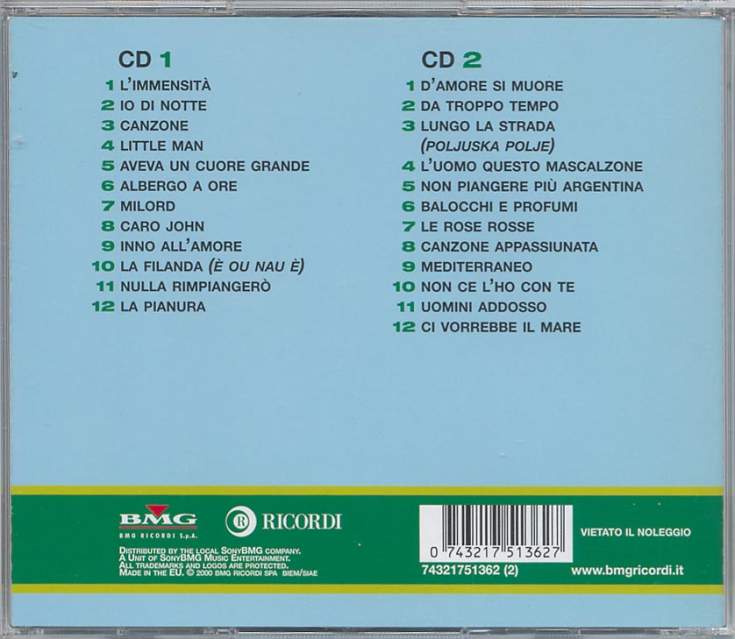 CD 1
1 L'IMMENSITÀ
2 IO DI NOTTE
3 CANZONE
4 LITTLE MAN
5 AVEVA UN CUORE GRANDE
6 ALBERGO A ORE
7 MILORD
8 CARO JOHN
9 INNO ALL'AMORE
10 LA FILANDA (È OU NAU È)
11 NULLA RIMPIANGERÒ
12 LA PIANURA
CD 2
1 D'AMORE SI MUORE
2 DA TROPPO TEMPO
3 LUNGO LA STRADA
(POLJUSKA POLJE)
4 L'UOMO QUESTO MASCALZONE
5 NON PIANGERE PIÙ ARGENTINA
6 BALOCCHI E PROFUMI
7 LE ROSE ROSSE
8 CANZONE APPASSIUNATA
9 MEDITERRANEO
10 NON CE L'HO CON TE
11 UOMINI ADDOSSO
12 CI VORREBBE IL MARE
BMG
BMG RICORDI S.p.A.
R RICORDI
DISTRIBUTED BY THE LOCAL SONYBMG COMPANY.
A UNIT OF SONYBMG MUSIC ENTERTAINMENT.
ALL TRADEMARKS AND LOGOS ARE PROTECTED.
MADE IN THE EU. © 2000 BMG RICORDI SPA BIEM/SIAE
0 743217 513627
74321751362 (2)
VIETATO IL NOLEGGIO
www.bmgricordi.it